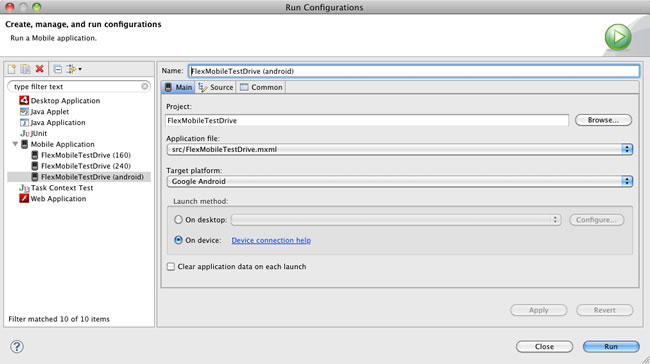 Run Configurations
Create, manage, and run configurations
Run a Mobile application.
type filter text
Desktop Application
Java Applet
Java Application
JUnit
Mobile Application
FlexMobileTestDrive (160)
FlexMobileTestDrive (240)
FlexMobileTestDrive (android)
Task Context Test
Web Application
Filter matched 10 of 10 items
Name: FlexMobileTestDrive (android)
Main Source Common
Project:
FlexMobileTestDrive Browse...
Application file:
src/FlexMobileTestDrive.mxml
Target platform:
Google Android
Launch method:
On desktop: Configure...
On device: Device connection help
Clear application data on each launch
Apply Revert
? Close Run